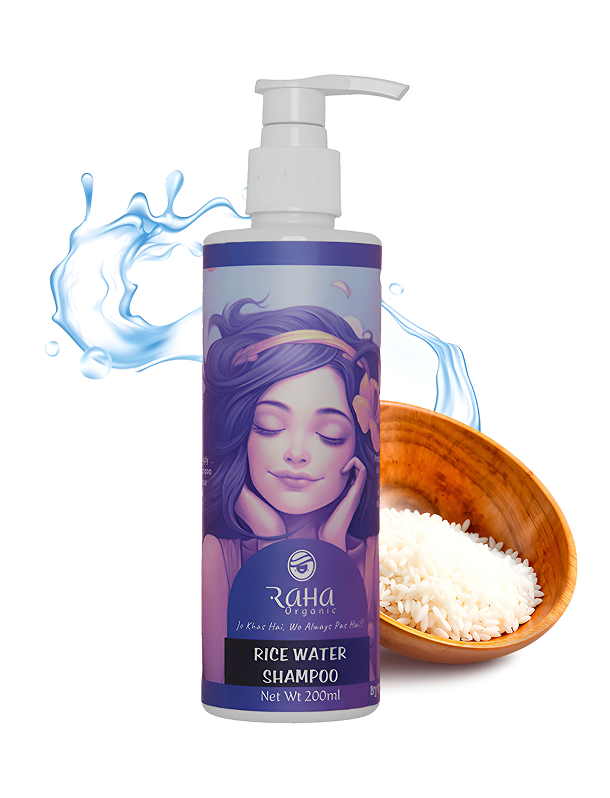 RAHA
Organic
Jo Khas Hai, Wo Always Pas Hai!!
RICE WATER
SHAMPOO
Net Wt 200ml